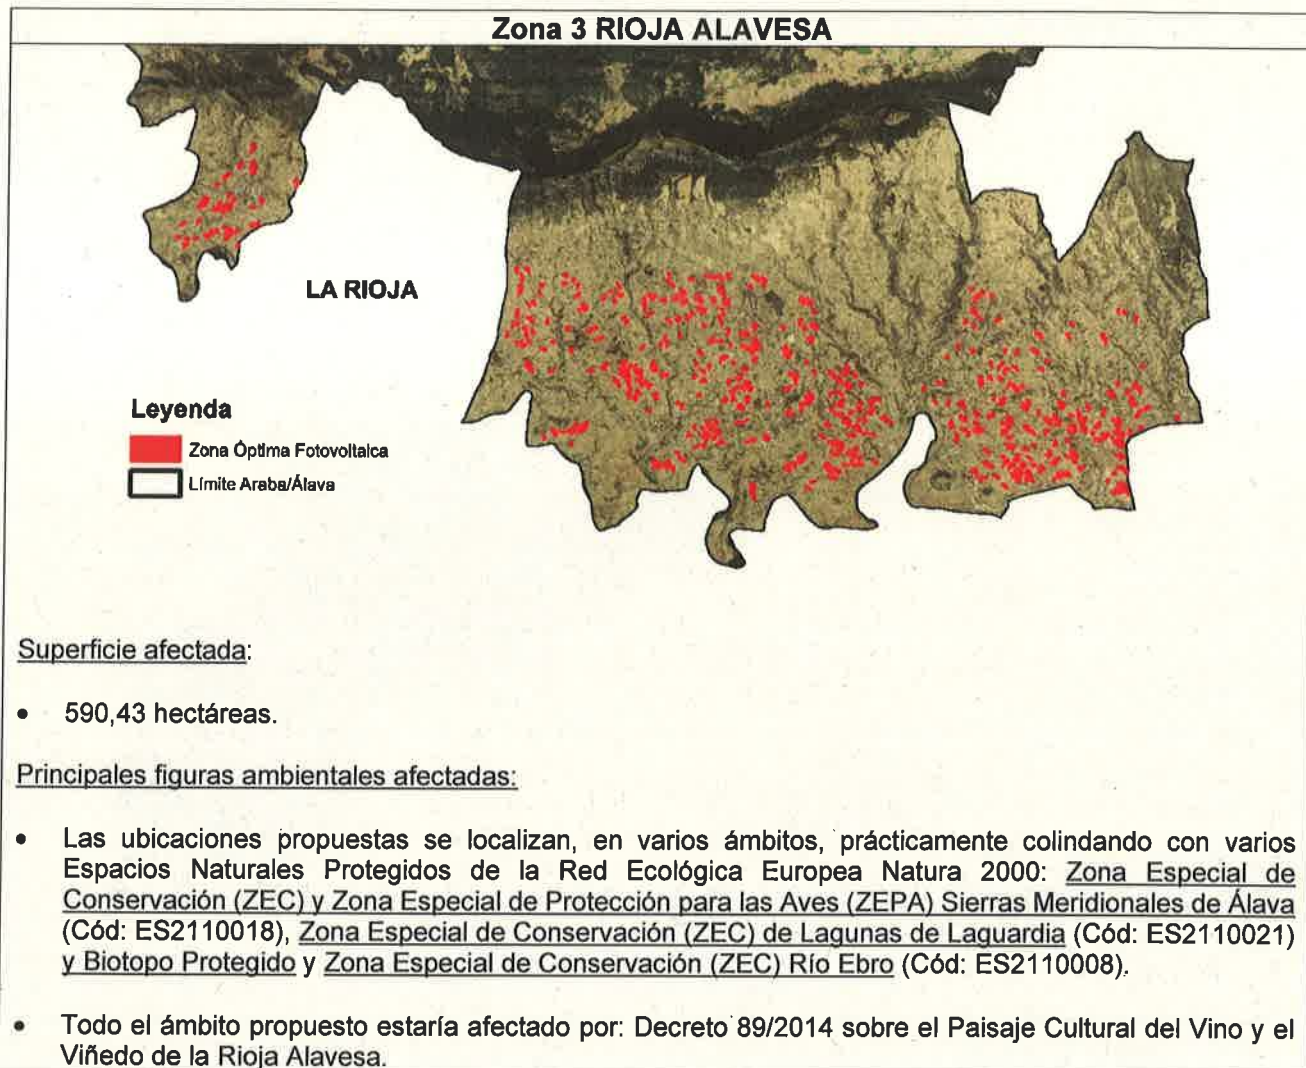 Zona 3 RIOJA ALAVESA
LA RIOJA
Leyenda
Zona Óptima Fotovoltaica
Límite Araba/Álava
Superficie afectada:
• 590,43 hectáreas.
Principales figuras ambientales afectadas:
• Las ubicaciones propuestas se localizan, en varios ámbitos, prácticamente colindando con varios
Espacios Naturales Protegidos de la Red Ecológica Europea Natura 2000: Zona Especial de
Conservación (ZEC) y Zona Especial de Protección para las Aves (ZEPA) Sierras Meridionales de Álava
(Cód: ES2110018), Zona Especial de Conservación (ZEC) de Lagunas de Laguardia (Cód: ES2110021)
y Biotopo Protegido y Zona Especial de Conservación (ZEC) Río Ebro (Cód: ES2110008).
• Todo el ámbito propuesto estaría afectado por: Decreto 89/2014 sobre el Paisaje Cultural del Vino y el
Viñedo de la Rioja Alavesa.